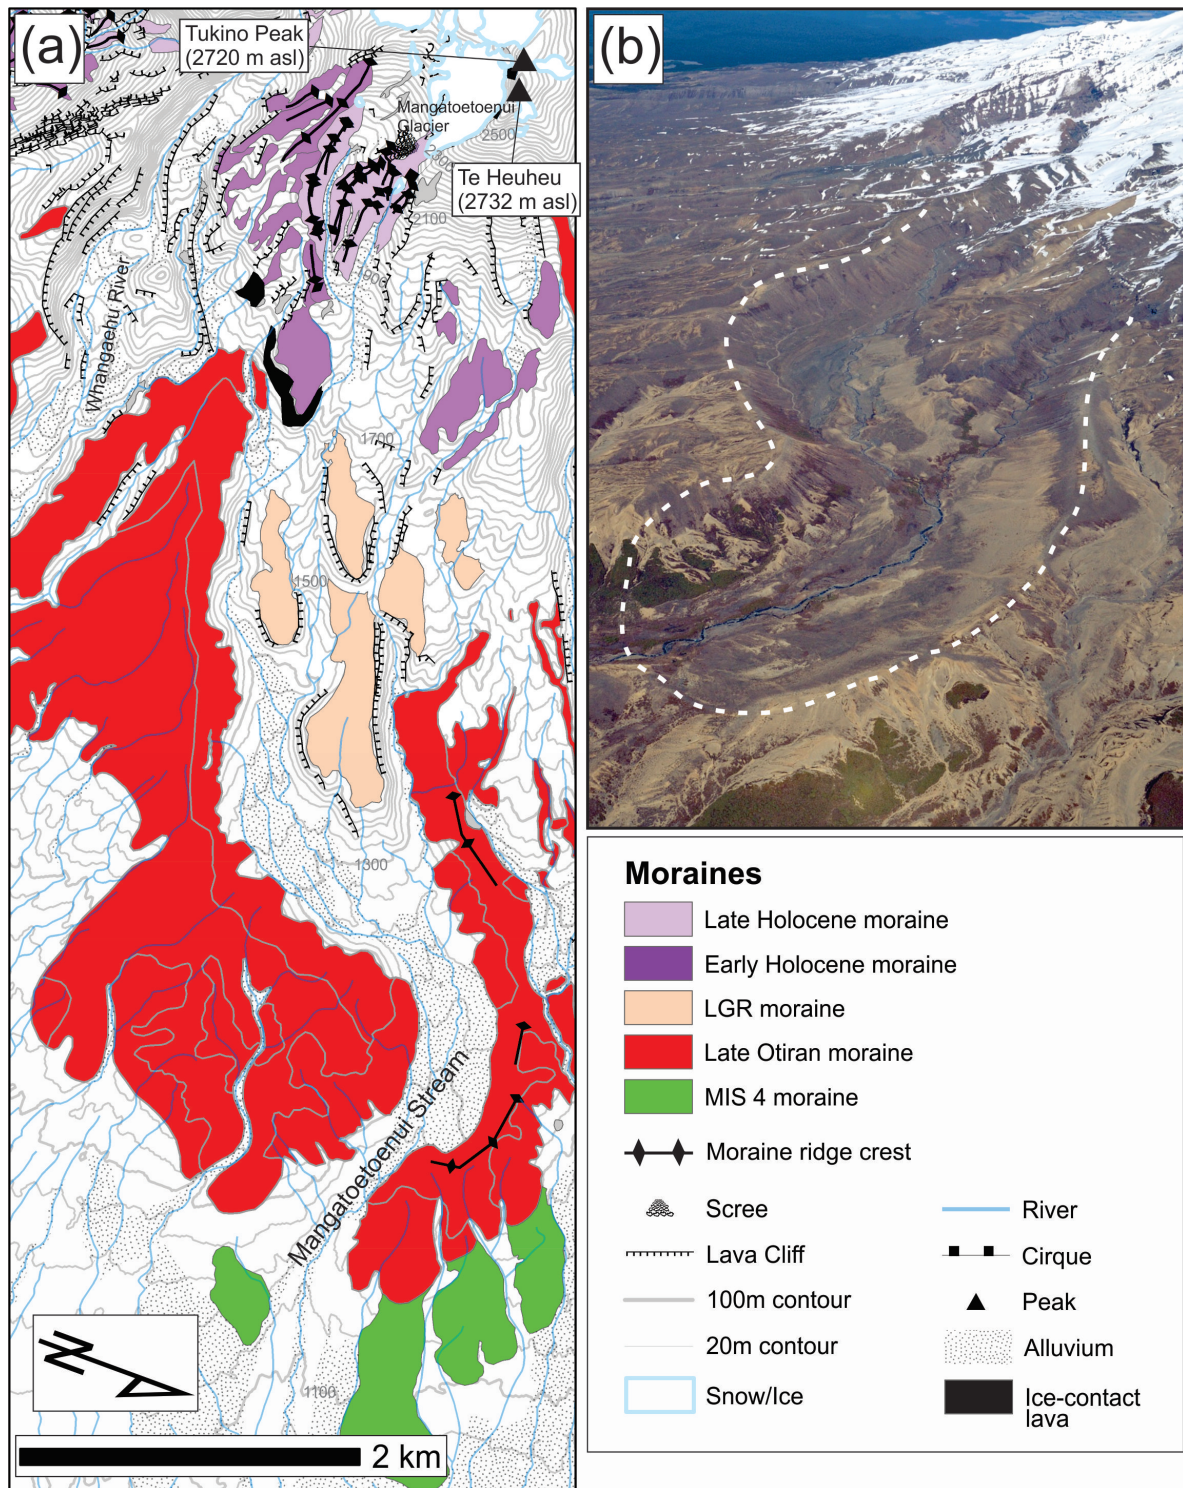 (a)
Tukino Peak
(2720 m asl)
Mangatoetoenui
Glacier
2500
2300
Te Heuheu
(2732 m asl)
2100
1900
Whangaehu River
1700
1500
1300
Mangatoetoenui Stream
1100
N
2 km
(b)
Moraines
Late Holocene moraine
Early Holocene moraine
LGR moraine
Late Otiran moraine
MIS 4 moraine
Moraine ridge crest
Scree
Lava Cliff
100m contour
20m contour
Snow/Ice
River
Cirque
Peak
Alluvium
Ice-contact
lava